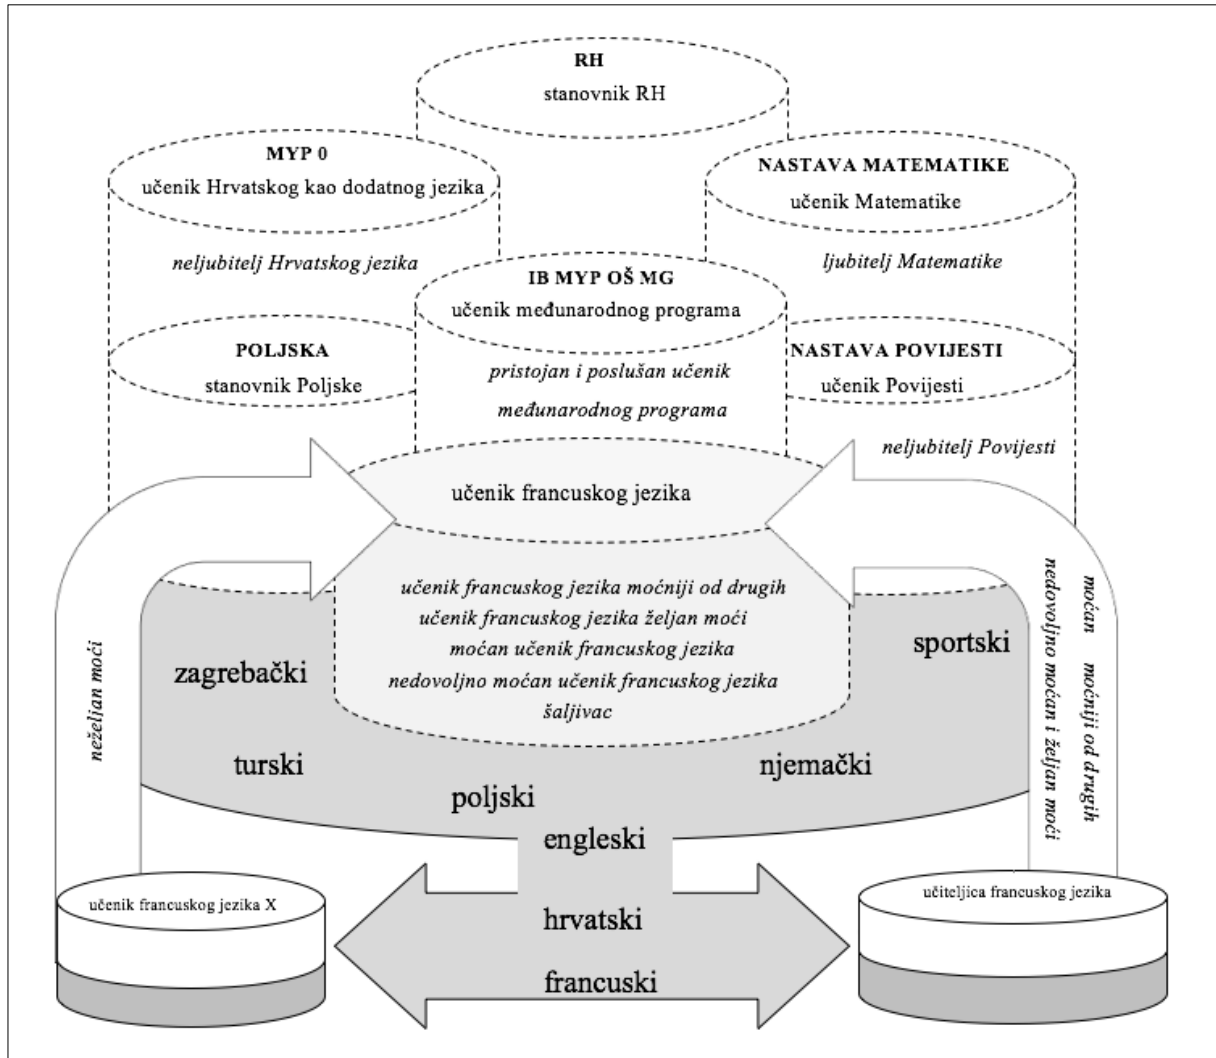 RH
stanovnik RH
MYP 0
učenik Hrvatskog kao dodatnog jezika
NASTAVA MATEMATIKE
učenik Matematike
neljubitelj Hrvatskog jezika
ljubitelj Matematike
IB MYP OŠ MG
učenik međunarodnog programa
POLJSKA
stanovnik Poljske
NASTAVA POVIJESTI
učenik Povijesti
pristojan i poslušan učenik
međunarodnog programa
neljubitelj Povijesti
učenik francuskog jezika
učenik francuskog jezika moćniji od drugih
učenik francuskog jezika željan moći
moćan učenik francuskog jezika
nedovoljno moćan učenik francuskog jezika
šaljivac
neželjan moći
moćan moćniji od drugih
nedovoljno moćan i željan moći
zagrebački
sportski
turski
njemački
poljski
engleski
hrvatski
francuski
učenik francuskog jezika X
učiteljica francuskog jezika